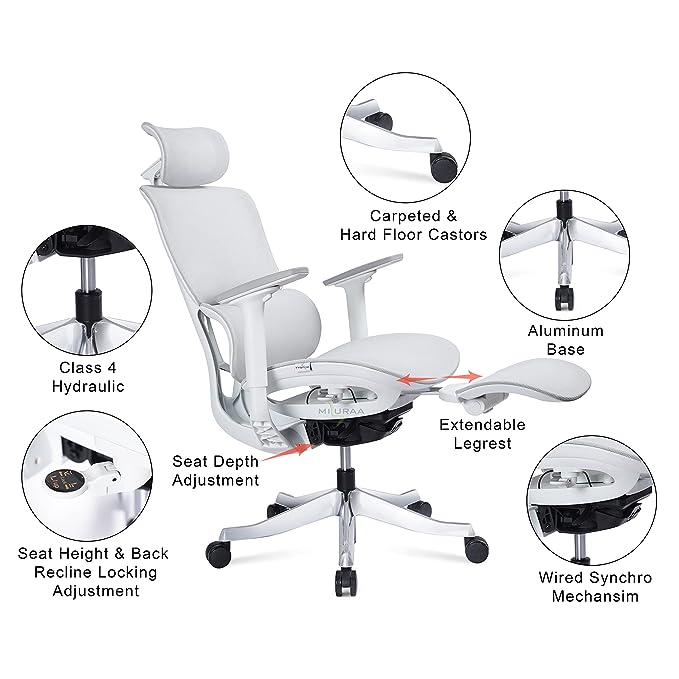 Carpeted &
Hard Floor Castors
Class 4
Hydraulic
Aluminum
Base
Extendable
Legrest
Seat Depth
Adjustment
Seat Height & Back
Recline Locking
Adjustment
Wired Synchro
Mechansim